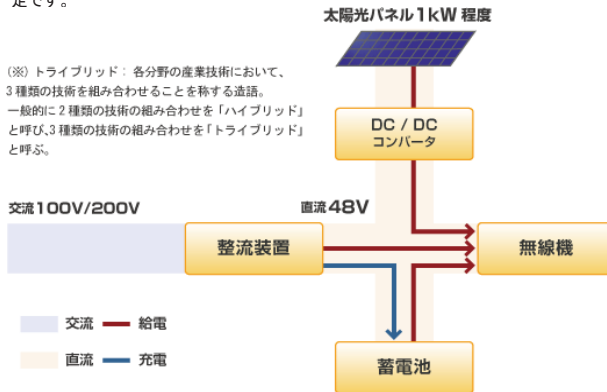 定です。
太陽光パネル1kW 程度
(※) トライブリッド： 各分野の産業技術において、
3 種類の技術を組み合わせることを称する造語。
一般的に 2 種類の技術の組み合わせを「ハイブリッド」
と呼び、3 種類の技術の組み合わせを「トライブリッド」
と呼ぶ。
DC / DC
コンバータ
交流100V/200V
直流48V
整流装置
無線機
交流
給電
直流
充電
蓄電池